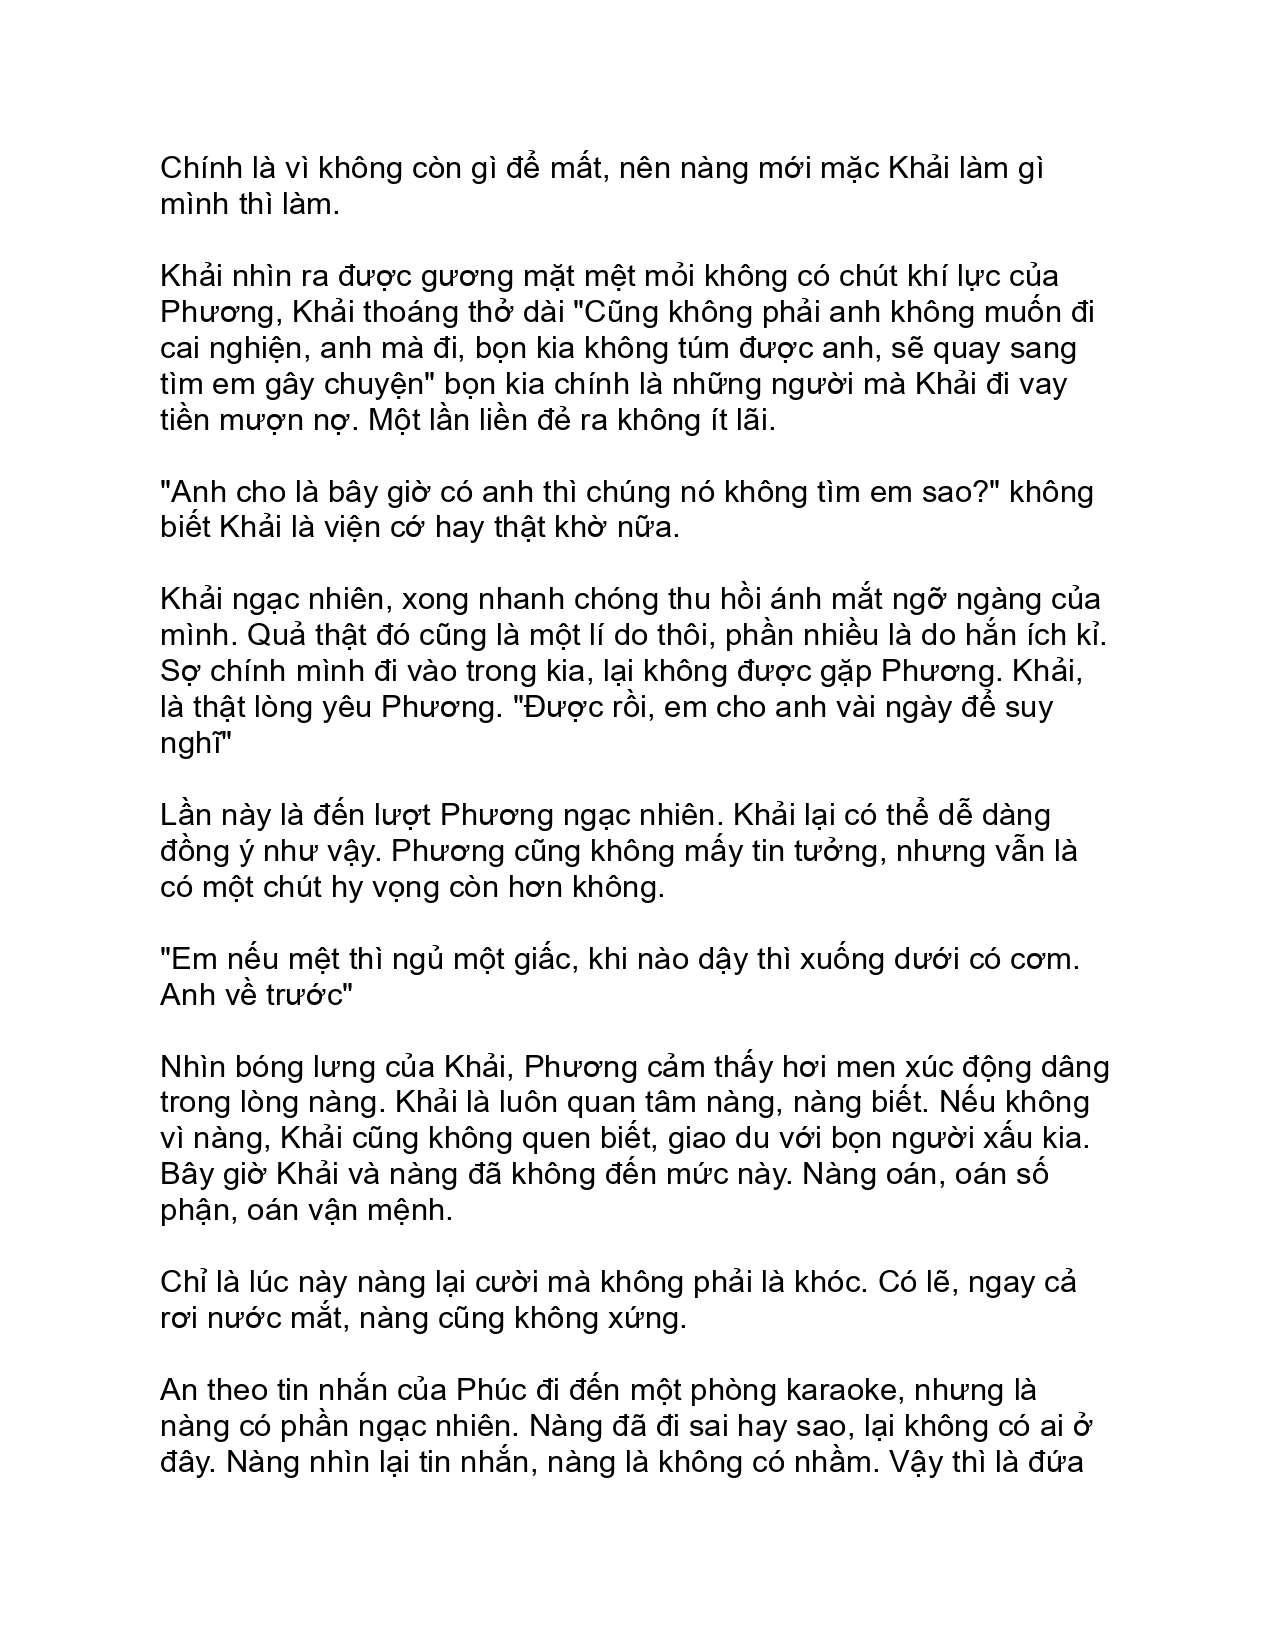 Chính là vì không còn gì để mất, nên nàng mới mặc Khải làm gì
mình thì làm.
Khải nhìn ra được gương mặt mệt mỏi không có chút khí lực của
Phương, Khải thoáng thở dài "Cũng không phải anh không muốn đi
cai nghiện, anh mà đi, bọn kia không túm được anh, sẽ quay sang
tìm em gây chuyện" bọn kia chính là những người mà Khải đi vay
tiền mượn nợ. Một lần liền đẻ ra không ít lãi.
"Anh cho là bây giờ có anh thì chúng nó không tìm em sao?" không
biết Khải là viện cớ hay thật khờ nữa.
Khải ngạc nhiên, xong nhanh chóng thu hồi ánh mắt ngỡ ngàng của
mình. Quả thật đó cũng là một lí do thôi, phần nhiều là do hắn ích kỉ.
Sợ chính mình đi vào trong kia, lại không được gặp Phương. Khải,
là thật lòng yêu Phương. "Được rồi, em cho anh vài ngày để suy
nghĩ"
Lần này là đến lượt Phương ngạc nhiên. Khải lại có thể dễ dàng
đồng ý như vậy. Phương cũng không mấy tin tưởng, nhưng vẫn là
có một chút hy vọng còn hơn không.
"Em nếu mệt thì ngủ một giấc, khi nào dậy thì xuống dưới có cơm.
Anh về trước"
Nhìn bóng lưng của Khải, Phương cảm thấy hơi men xúc động dâng
trong lòng nàng. Khải là luôn quan tâm nàng, nàng biết. Nếu không
vì nàng, Khải cũng không quen biết, giao du với bọn người xấu kia.
Bây giờ Khải và nàng đã không đến mức này. Nàng oán, oán số
phận, oán vận mệnh.
Chỉ là lúc này nàng lại cười mà không phải là khóc. Có lẽ, ngay cả
rơi nước mắt, nàng cũng không xứng.
An theo tin nhắn của Phúc đi đến một phòng karaoke, nhưng là
nàng có phần ngạc nhiên. Nàng đã đi sai hay sao, lại không có ai ở
đây. Nàng nhìn lại tin nhắn, nàng là không có nhầm. Vậy thì là đứa